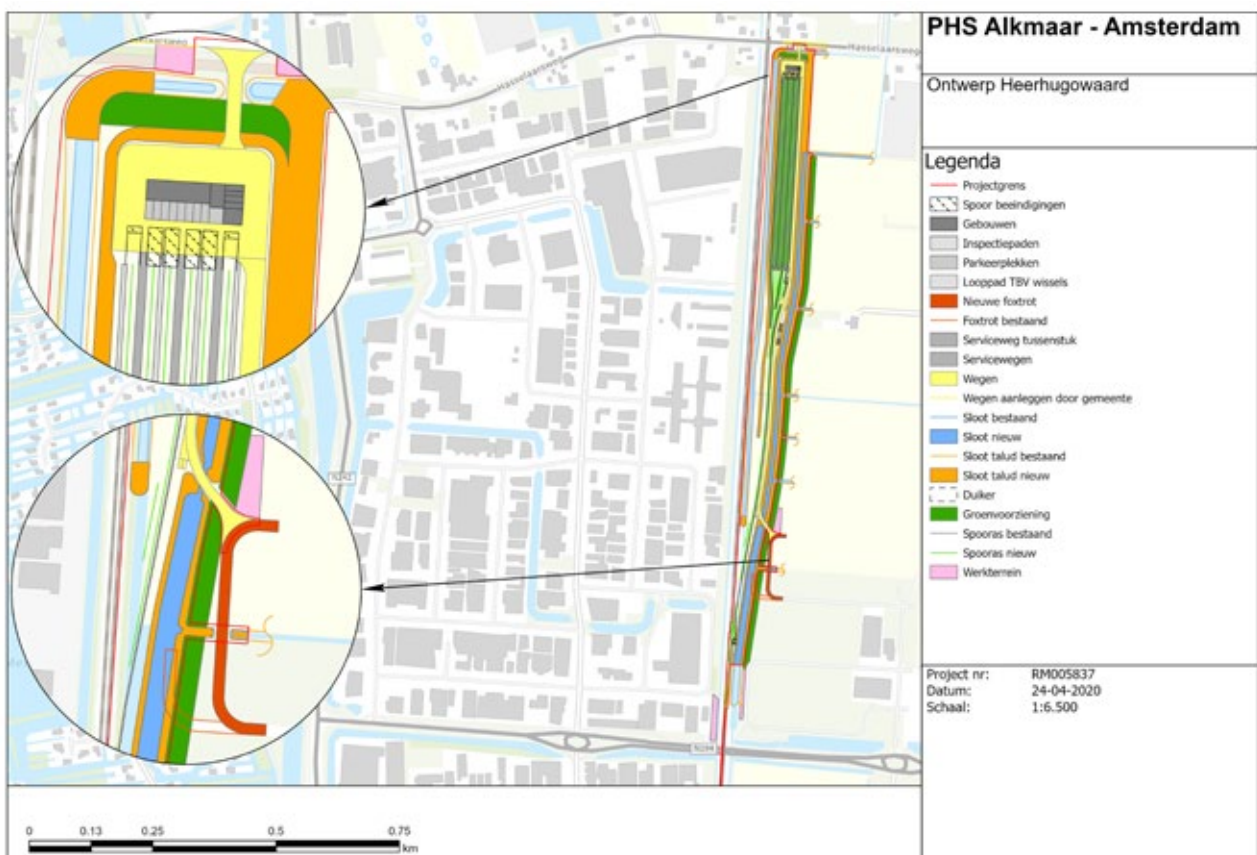 PHS Alkmaar - Amsterdam
Ontwerp Heerhugowaard
Legenda
Projectgrens
Spoor beeindigingen
Gebouwen
Inspectiepaden
Parkeerplekken
Looppad TBV wissels
Nieuwe foxtrot
Foxtrot bestaand
Serviceweg tussenstuk
Servicewegen
Wegen
Wegen aanleggen door gemeente
Sloot bestaand
Sloot nieuw
Sloot talud bestaand
Sloot talud nieuw
Duiker
Groenvoorziening
Spooras bestaand
Spooras nieuw
Werkterrein
Project nr: RM005837
Datum: 24-04-2020
Schaal: 1:6.500
Hasselaarsweg
Hasselaarsweg
N242
0 0.13 0.25 0.5 0.75
km